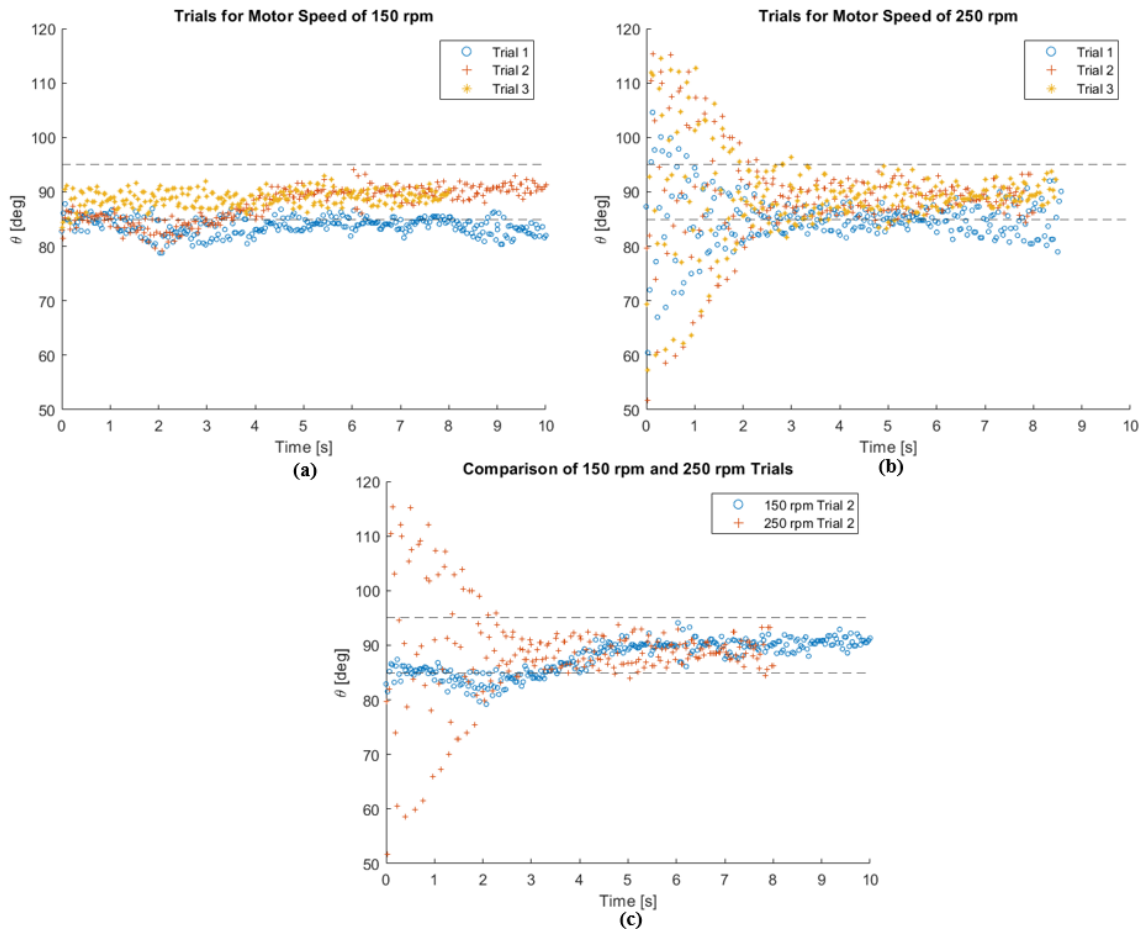 Trials for Motor Speed of 150 rpm
120
110
100
90
80
70
60
50
θ [deg]
0 1 2 3 4 5 6 7 8 9 10
Time [s]
Trial 1
Trial 2
Trial 3
(a)
Trials for Motor Speed of 250 rpm
120
110
100
90
80
70
60
50
θ [deg]
0 1 2 3 4 5 6 7 8 9 10
Time [s]
Trial 1
Trial 2
Trial 3
(b)
Comparison of 150 rpm and 250 rpm Trials
120
110
100
90
80
70
60
50
θ [deg]
0 1 2 3 4 5 6 7 8 9 10
Time [s]
150 rpm Trial 2
250 rpm Trial 2
(c)